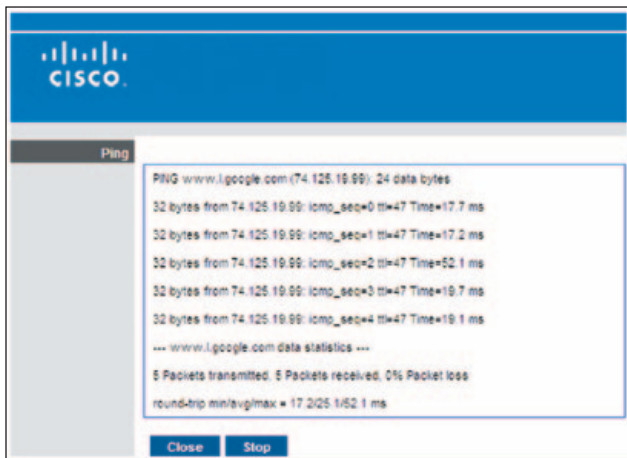 CISCO.
Ping
PING www.l.google.com (74.125.19.99): 24 data bytes
32 bytes from 74.125.19.99: icmp_seq=0 ttl=47 Time=17.7 ms
32 bytes from 74.125.19.99: icmp_seq=1 ttl=47 Time=17.2 ms
32 bytes from 74.125.19.99: icmp_seq=2 ttl=47 Time=52.1 ms
32 bytes from 74.125.19.99: icmp_seq=3 ttl=47 Time=19.7 ms
32 bytes from 74.125.19.99: icmp_seq=4 ttl=47 Time=19.1 ms
--- www.l.google.com data statistics ---
5 Packets transmitted, 5 Packets received, 0% Packet loss
round-trip min/avg/max = 17.2/25.1/52.1 ms
Close Stop